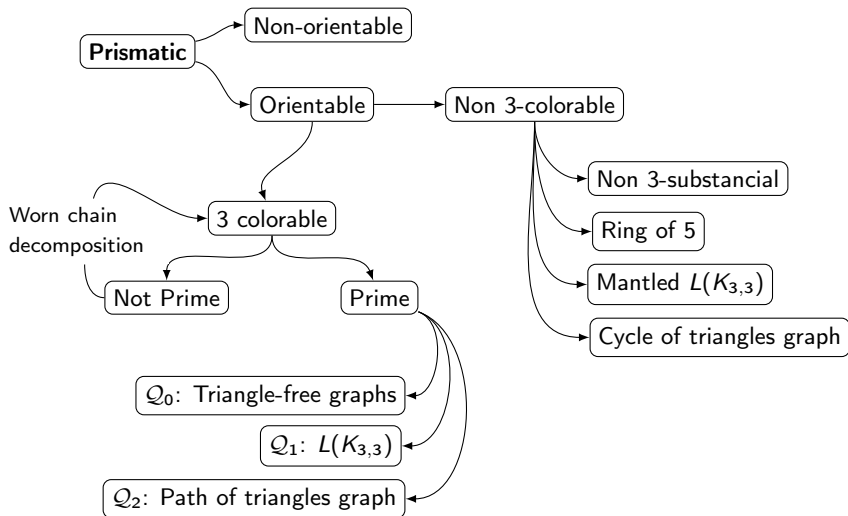 Non-orientable
Prismatic
Orientable
Non 3-colorable
Non 3-substancial
Worn chain
decomposition
3 colorable
Ring of 5
Not Prime
Prime
Mantled L(K₃,₃)
Cycle of triangles graph
𝒬₀: Triangle-free graphs
𝒬₁: L(K₃,₃)
𝒬₂: Path of triangles graph